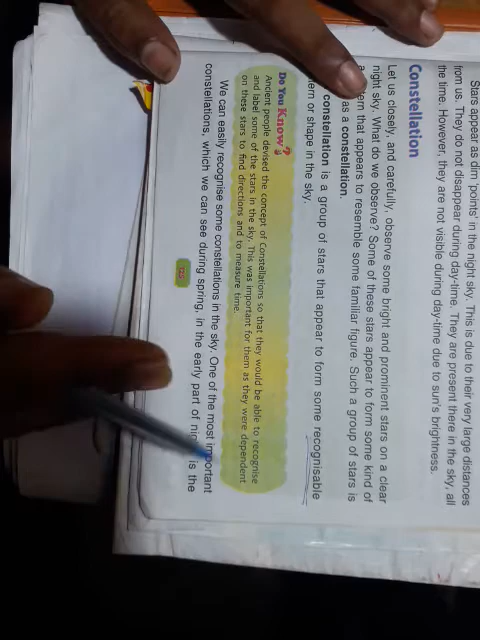 Stars appear as dim 'points' in the night sky. This is due to their very large distances
from us. They do not disappear during day-time. They are present there in the sky, all
the time. However, they are not visible during day-time due to sun's brightness.
Constellation
Let us closely, and carefully, observe some bright and prominent stars on a clear
night sky. What do we observe? Some of these stars appear to form some kind of
that appears to resemble some familiar figure. Such a group of stars is
as a constellation.
constellation is a group of stars that appear to form some recognisable
or shape in the sky.
Do You Know?
Ancient people devised the concept of Constellations so that they would be able to recognise
and label some of the stars in the sky. This was important for them as they were dependent
on these stars to find directions and to measure time.
We can easily recognise some constellations in the sky. One of the most important
constellations, which we can see during spring, in the early part of is the